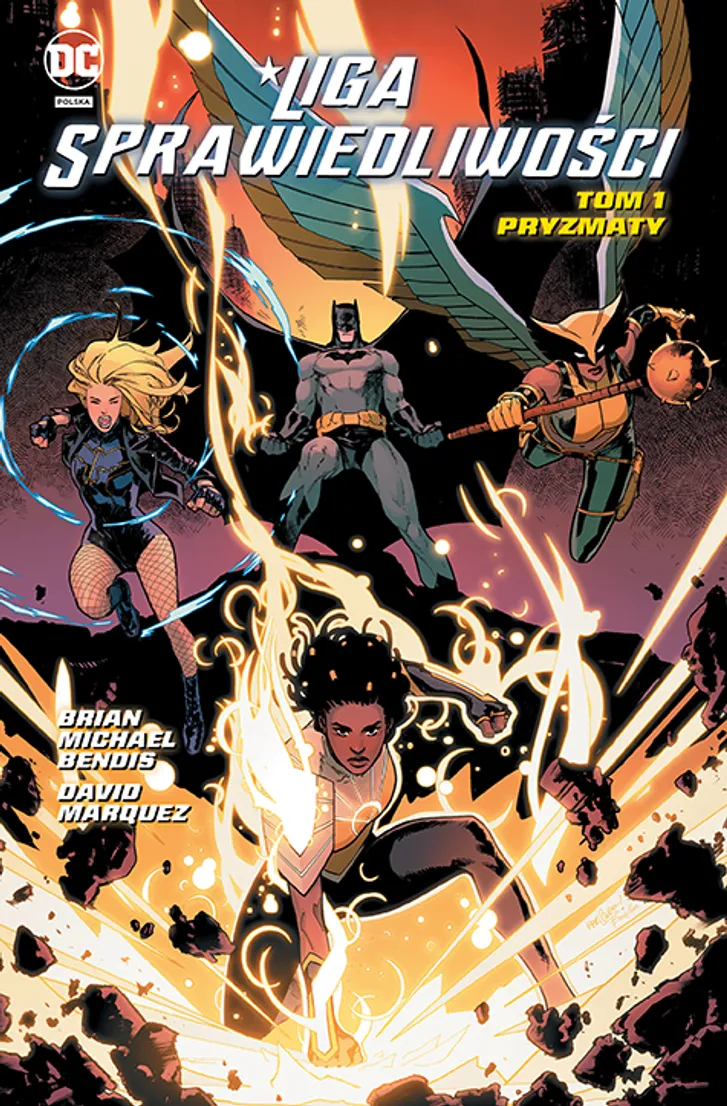 DC
POLSKA
LIGA
SPRAWIEDLIWOŚCI
TOM 1
PRYZMATY
BRIAN
MICHAEL
BENDIS
DAVID
MARQUEZ